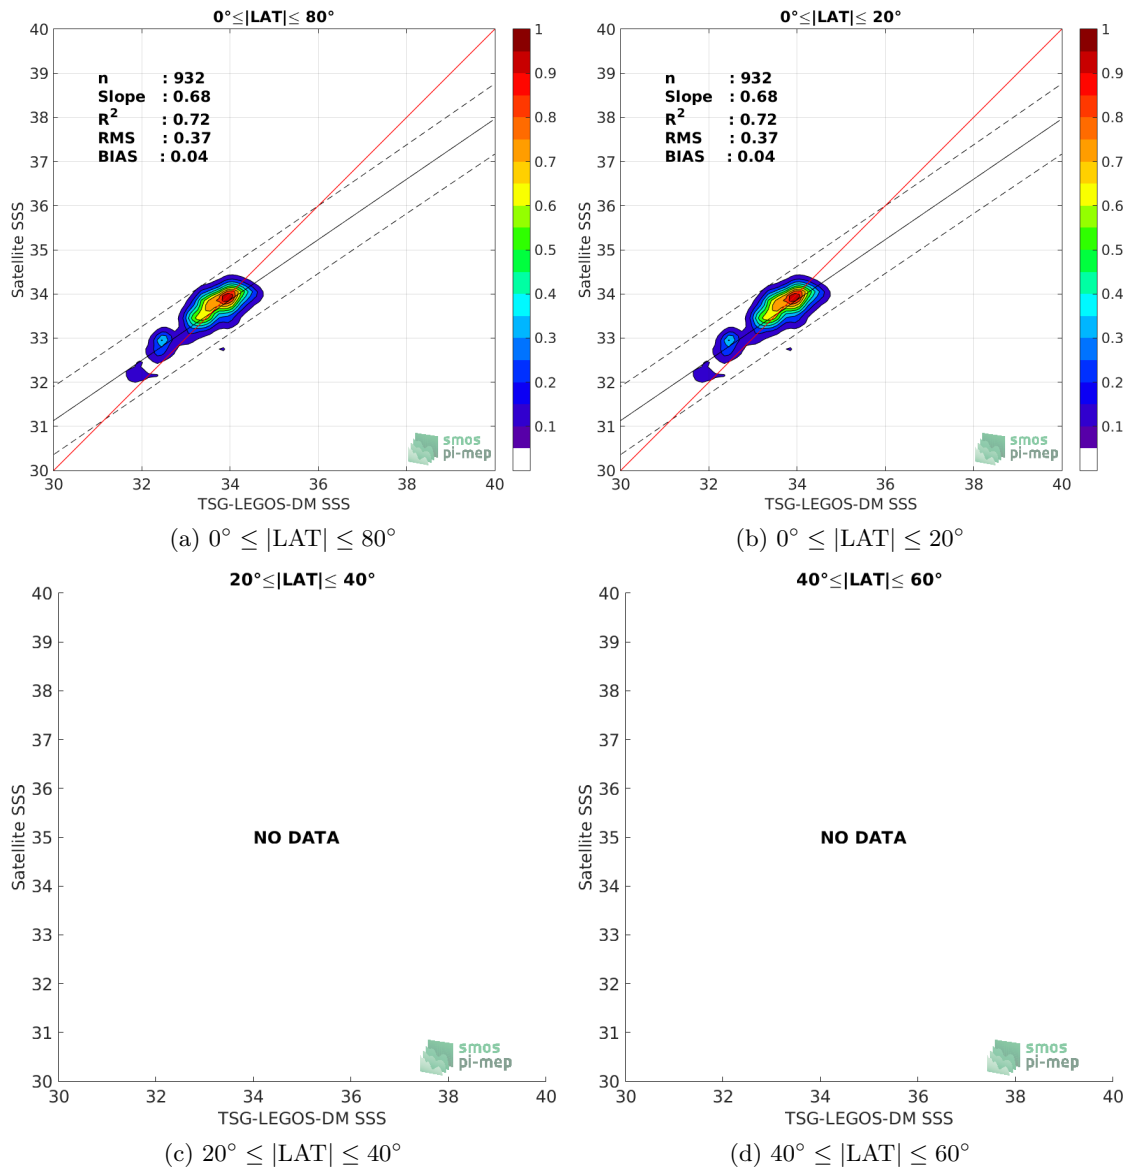 0°≤|LAT|≤ 80°
40
39
38
37
36
35
34
33
32
31
30
Satellite SSS
n : 932
Slope : 0.68
R² : 0.72
RMS : 0.37
BIAS : 0.04
1
0.9
0.8
0.7
0.6
0.5
0.4
0.3
0.2
0.1
smos
pi-mep
30 32 34 36 38 40
TSG-LEGOS-DM SSS
(a) 0° ≤ |LAT| ≤ 80°
0°≤|LAT|≤ 20°
40
39
38
37
36
35
34
33
32
31
30
Satellite SSS
n : 932
Slope : 0.68
R² : 0.72
RMS : 0.37
BIAS : 0.04
1
0.9
0.8
0.7
0.6
0.5
0.4
0.3
0.2
0.1
smos
pi-mep
30 32 34 36 38 40
TSG-LEGOS-DM SSS
(b) 0° ≤ |LAT| ≤ 20°
20°≤|LAT|≤ 40°
40
39
38
37
36
35
34
33
32
31
30
Satellite SSS
NO DATA
smos
pi-mep
30 32 34 36 38 40
TSG-LEGOS-DM SSS
(c) 20° ≤ |LAT| ≤ 40°
40°≤|LAT|≤ 60°
40
39
38
37
36
35
34
33
32
31
30
Satellite SSS
NO DATA
smos
pi-mep
30 32 34 36 38 40
TSG-LEGOS-DM SSS
(d) 40° ≤ |LAT| ≤ 60°